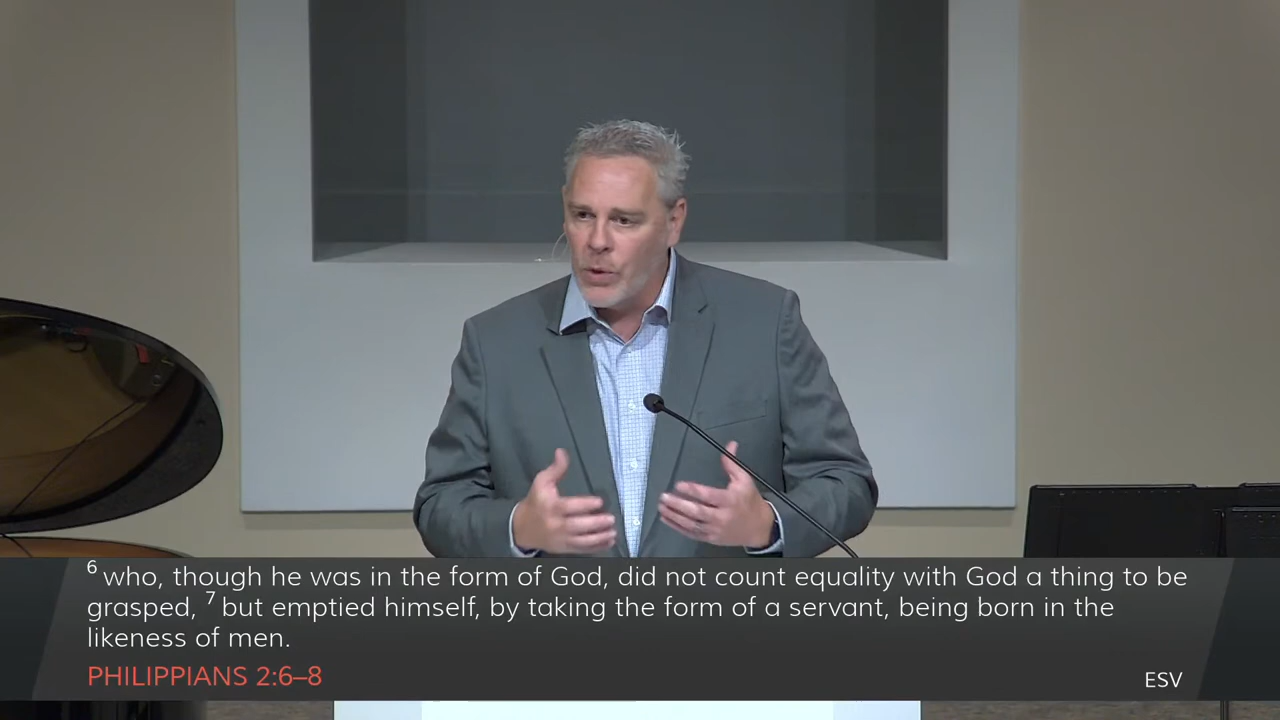 ⁶ who, though he was in the form of God, did not count equality with God a thing to be
grasped, ⁷ but emptied himself, by taking the form of a servant, being born in the
likeness of men.
PHILIPPIANS 2:6–8
ESV